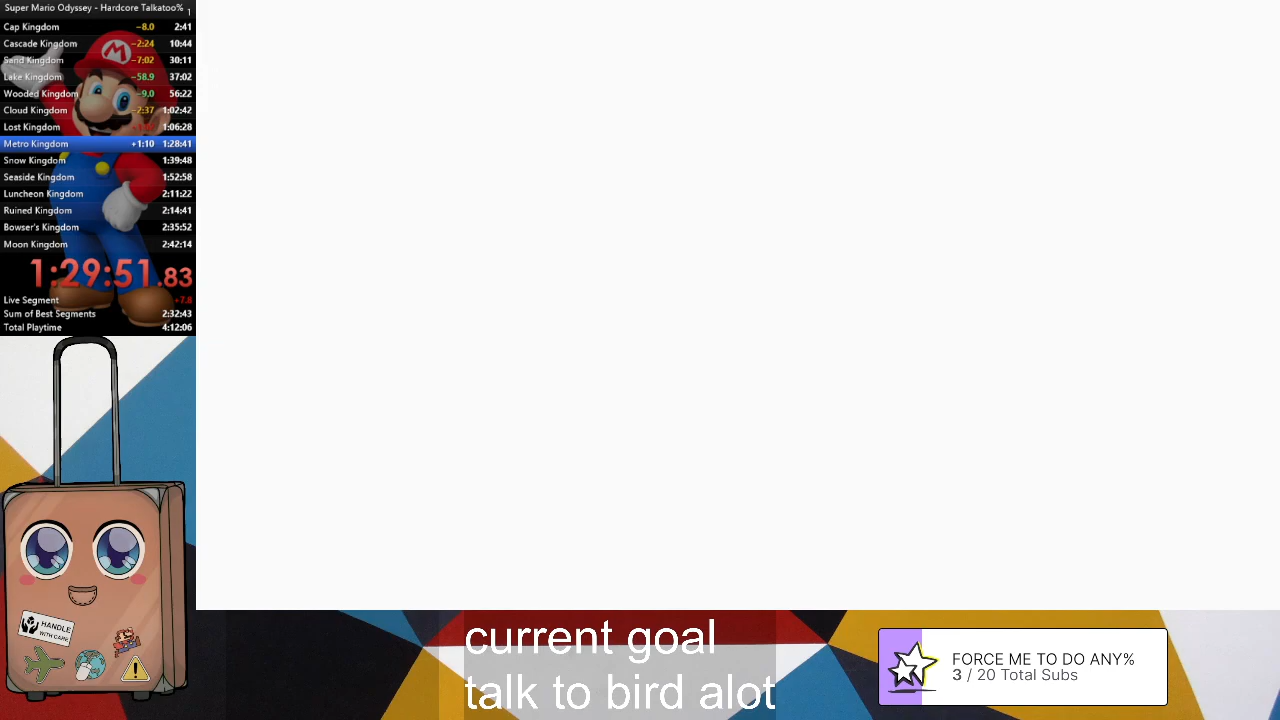 Super Mario Odyssey - Hardcore Talkatoo%
1
Cap Kingdom −8.0 2:41
Cascade Kingdom −2:24 10:44
Sand Kingdom −7:02 30:11
Lake Kingdom −58.9 37:02
Wooded Kingdom −9.0 56:22
Cloud Kingdom −2:37 1:02:42
Lost Kingdom 1:06:28
Metro Kingdom +1:10 1:28:41
Snow Kingdom 1:39:48
Seaside Kingdom 1:52:58
Luncheon Kingdom 2:11:22
Ruined Kingdom 2:14:41
Bowser's Kingdom 2:35:52
Moon Kingdom 2:42:14
1:29:51.83
Live Segment +7.8
Sum of Best Segments 2:32:43
Total Playtime 4:12:06
HANDLE
WITH CARE
current goal
talk to bird alot
FORCE ME TO DO ANY%
3 / 20 Total Subs